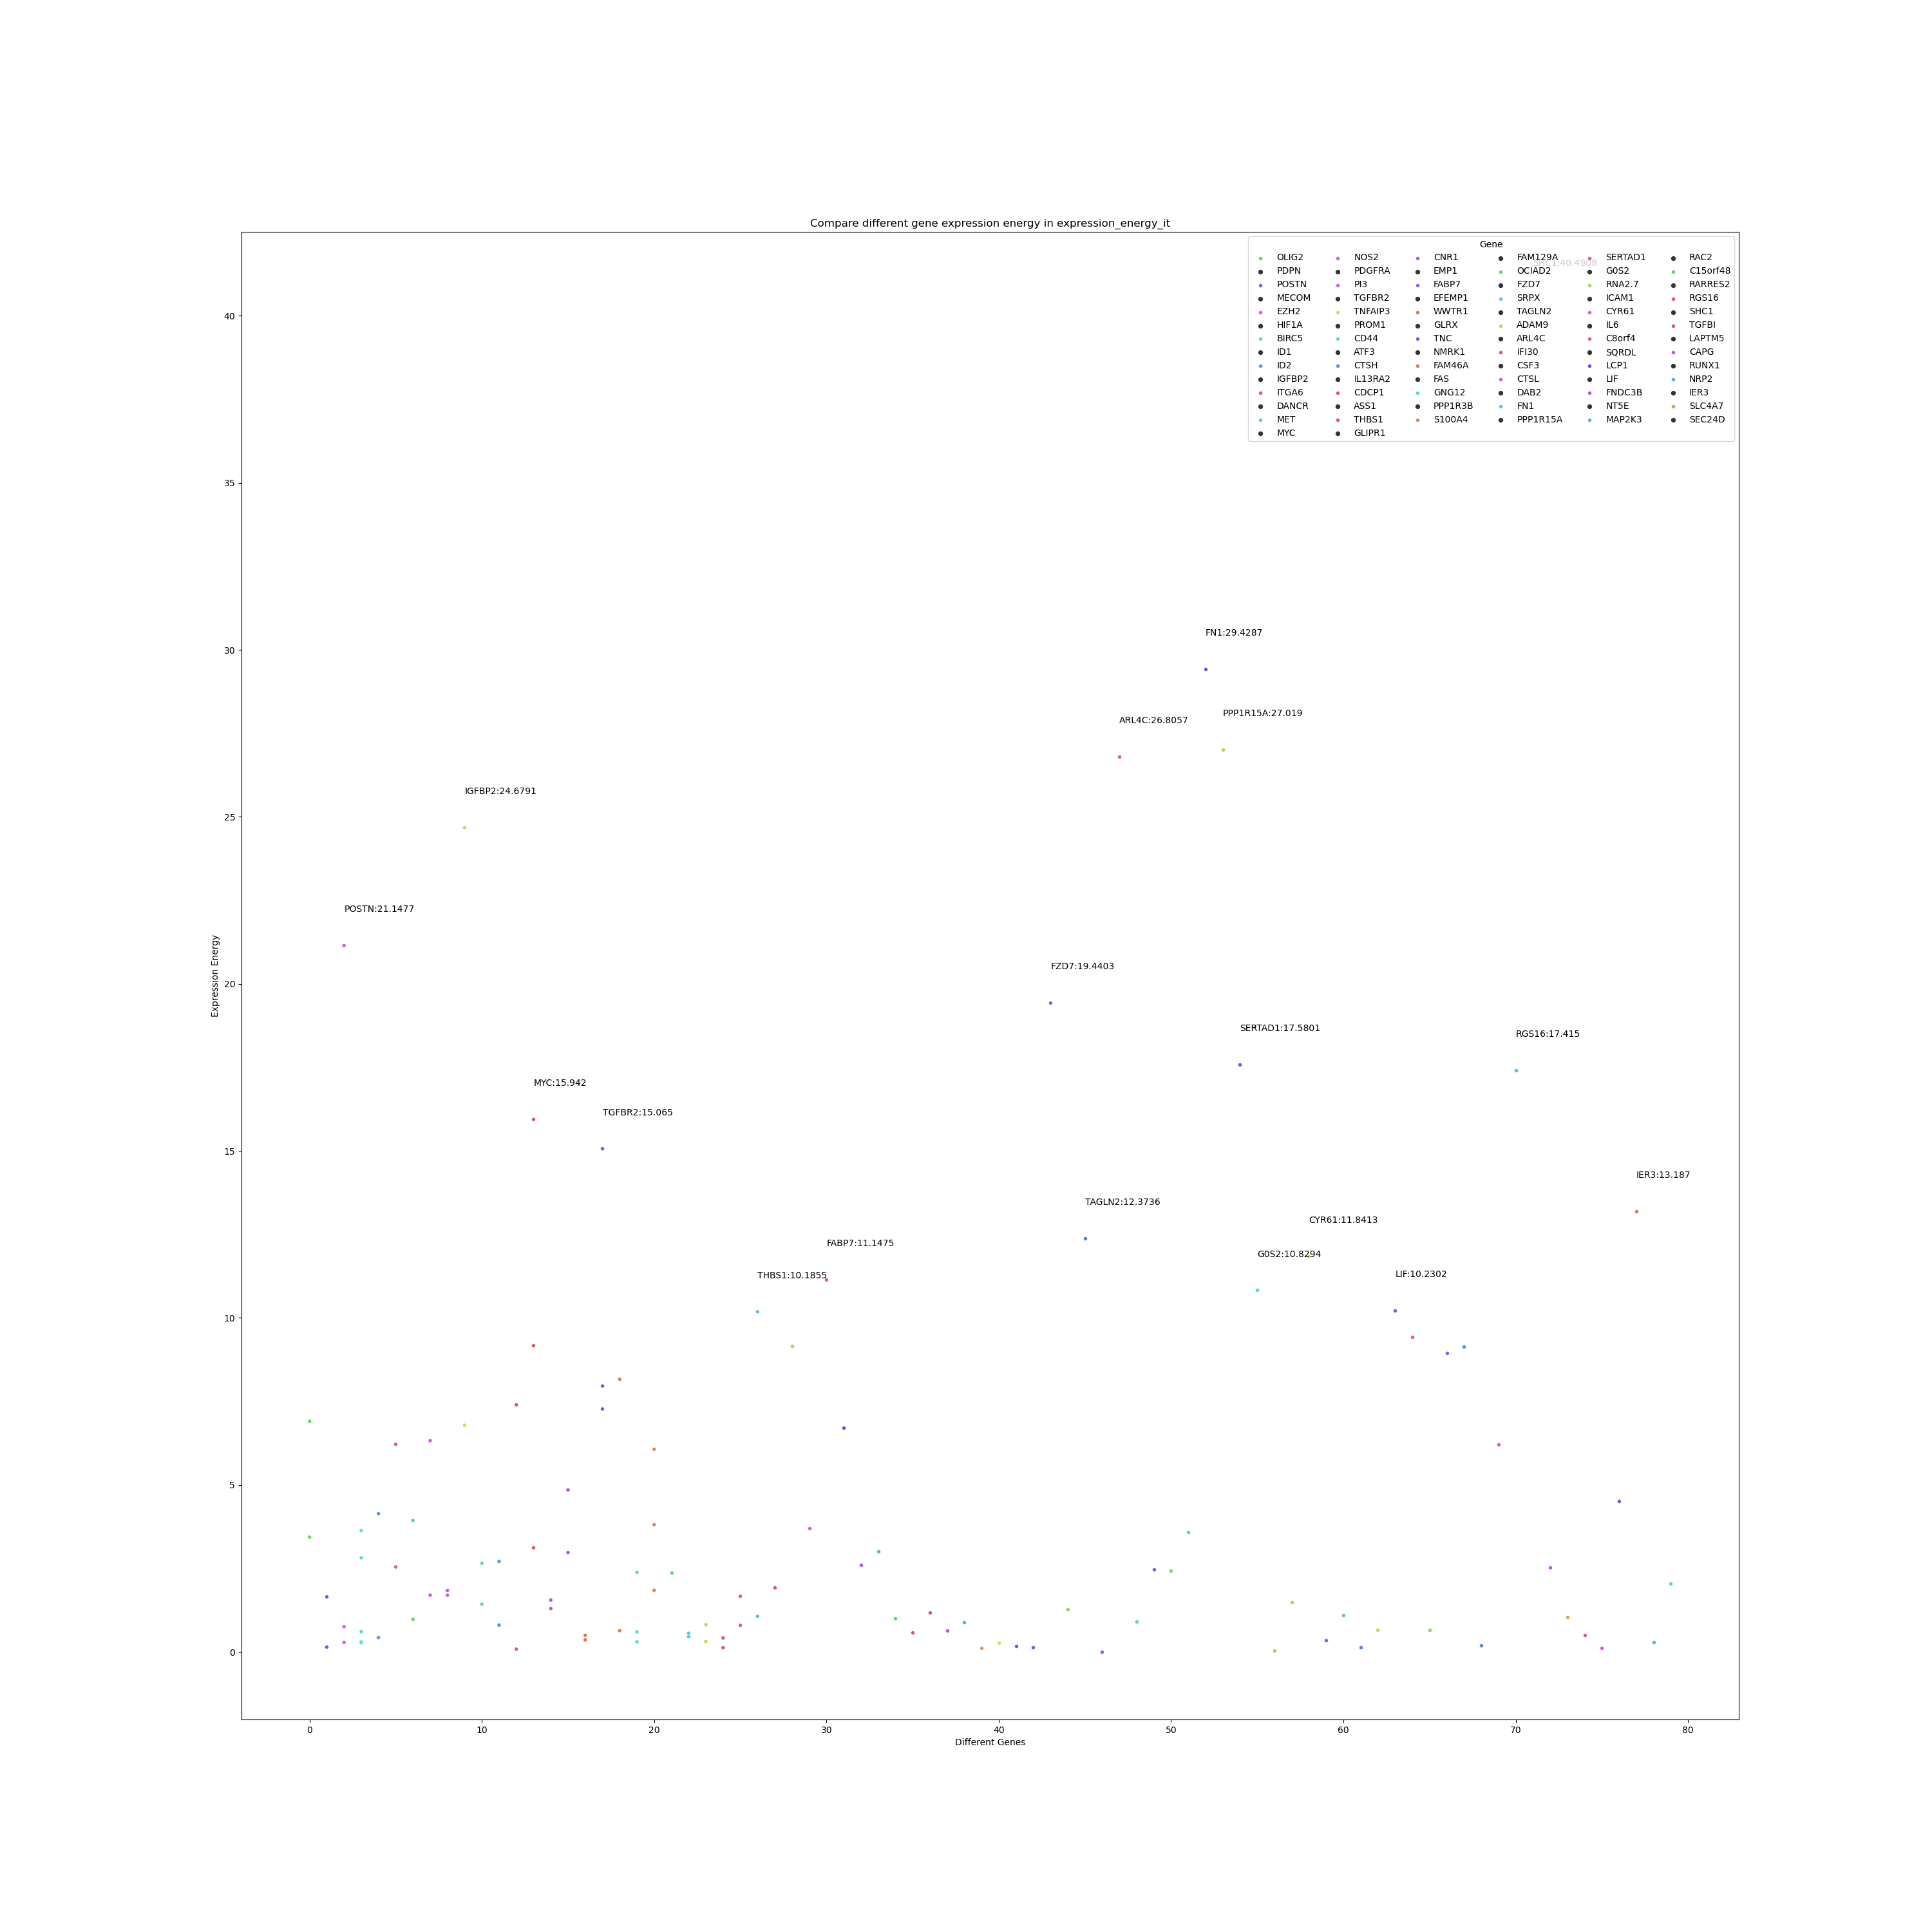 Compare different gene expression energy in expression_energy_it
Gene
OLIG2 NOS2 CNR1 FAM129A SERTAD1 RAC2
SHC1:40.4908
PDPN PDGFRA EMP1 OCIAD2 G0S2 C15orf48
POSTN PI3 FABP7 FZD7 RNA2.7 RARRES2
MECOM TGFBR2 EFEMP1 SRPX ICAM1 RGS16
EZH2 TNFAIP3 WWTR1 TAGLN2 CYR61 SHC1
HIF1A PROM1 GLRX ADAM9 IL6 TGFBI
BIRC5 CD44 TNC ARL4C C8orf4 LAPTM5
ID1 ATF3 NMRK1 IFI30 SQRDL CAPG
ID2 CTSH FAM46A CSF3 LCP1 RUNX1
IGFBP2 IL13RA2 FAS CTSL LIF NRP2
ITGA6 CDCP1 GNG12 DAB2 FNDC3B IER3
DANCR ASS1 PPP1R3B FN1 NT5E SLC4A7
MET THBS1 S100A4 PPP1R15A MAP2K3 SEC24D
MYC GLIPR1
40
35
30
25
20
15
10
5
0
Expression Energy
FN1:29.4287
PPP1R15A:27.019
ARL4C:26.8057
IGFBP2:24.6791
POSTN:21.1477
FZD7:19.4403
SERTAD1:17.5801
RGS16:17.415
MYC:15.942
TGFBR2:15.065
IER3:13.187
TAGLN2:12.3736
CYR61:11.8413
FABP7:11.1475
G0S2:10.8294
THBS1:10.1855
LIF:10.2302
0 10 20 30 40 50 60 70 80
Different Genes